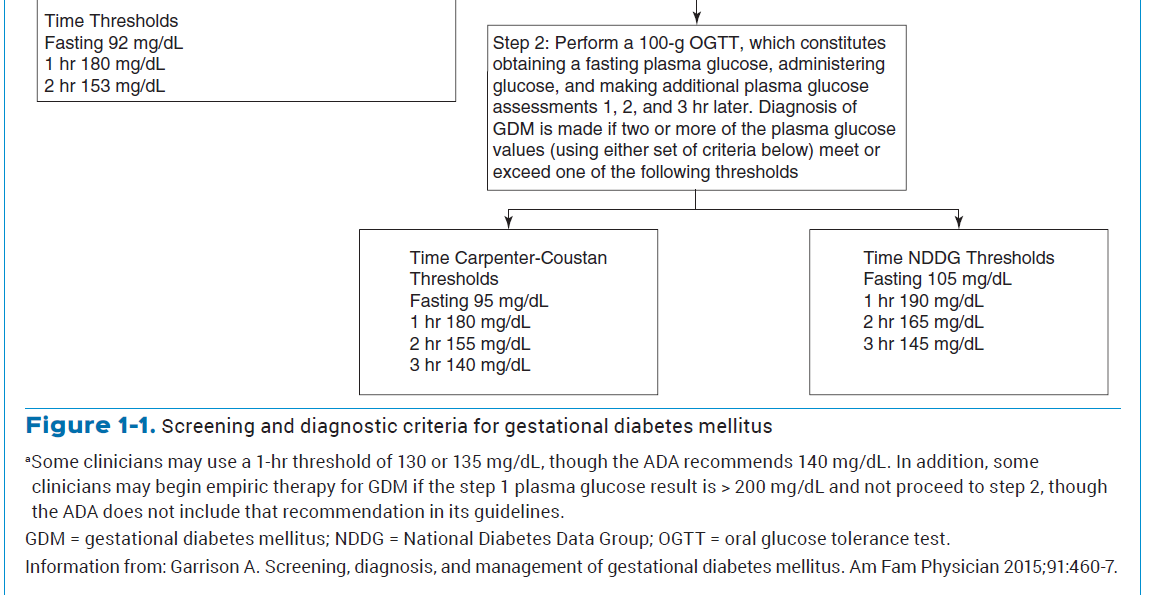 Time Thresholds
Fasting 92 mg/dL
1 hr 180 mg/dL
2 hr 153 mg/dL
Step 2: Perform a 100-g OGTT, which constitutes
obtaining a fasting plasma glucose, administering
glucose, and making additional plasma glucose
assessments 1, 2, and 3 hr later. Diagnosis of
GDM is made if two or more of the plasma glucose
values (using either set of criteria below) meet or
exceed one of the following thresholds
Time Carpenter-Coustan
Thresholds
Fasting 95 mg/dL
1 hr 180 mg/dL
2 hr 155 mg/dL
3 hr 140 mg/dL
Time NDDG Thresholds
Fasting 105 mg/dL
1 hr 190 mg/dL
2 hr 165 mg/dL
3 hr 145 mg/dL
Figure 1-1. Screening and diagnostic criteria for gestational diabetes mellitus
ᵃSome clinicians may use a 1-hr threshold of 130 or 135 mg/dL, though the ADA recommends 140 mg/dL. In addition, some
clinicians may begin empiric therapy for GDM if the step 1 plasma glucose result is > 200 mg/dL and not proceed to step 2, though
the ADA does not include that recommendation in its guidelines.
GDM = gestational diabetes mellitus; NDDG = National Diabetes Data Group; OGTT = oral glucose tolerance test.
Information from: Garrison A. Screening, diagnosis, and management of gestational diabetes mellitus. Am Fam Physician 2015;91:460-7.